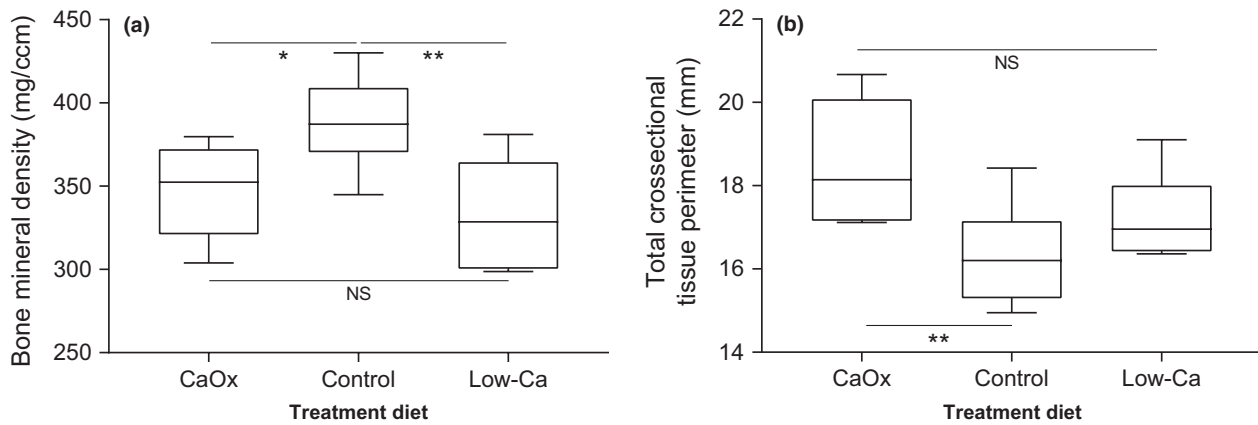 (a)
Bone mineral density (mg/ccm)
450
400
350
300
250
*
**
NS
CaOx
Control
Low-Ca
Treatment diet
(b)
Total crossectional
tissue perimeter (mm)
22
20
18
16
14
NS
**
CaOx
Control
Low-Ca
Treatment diet